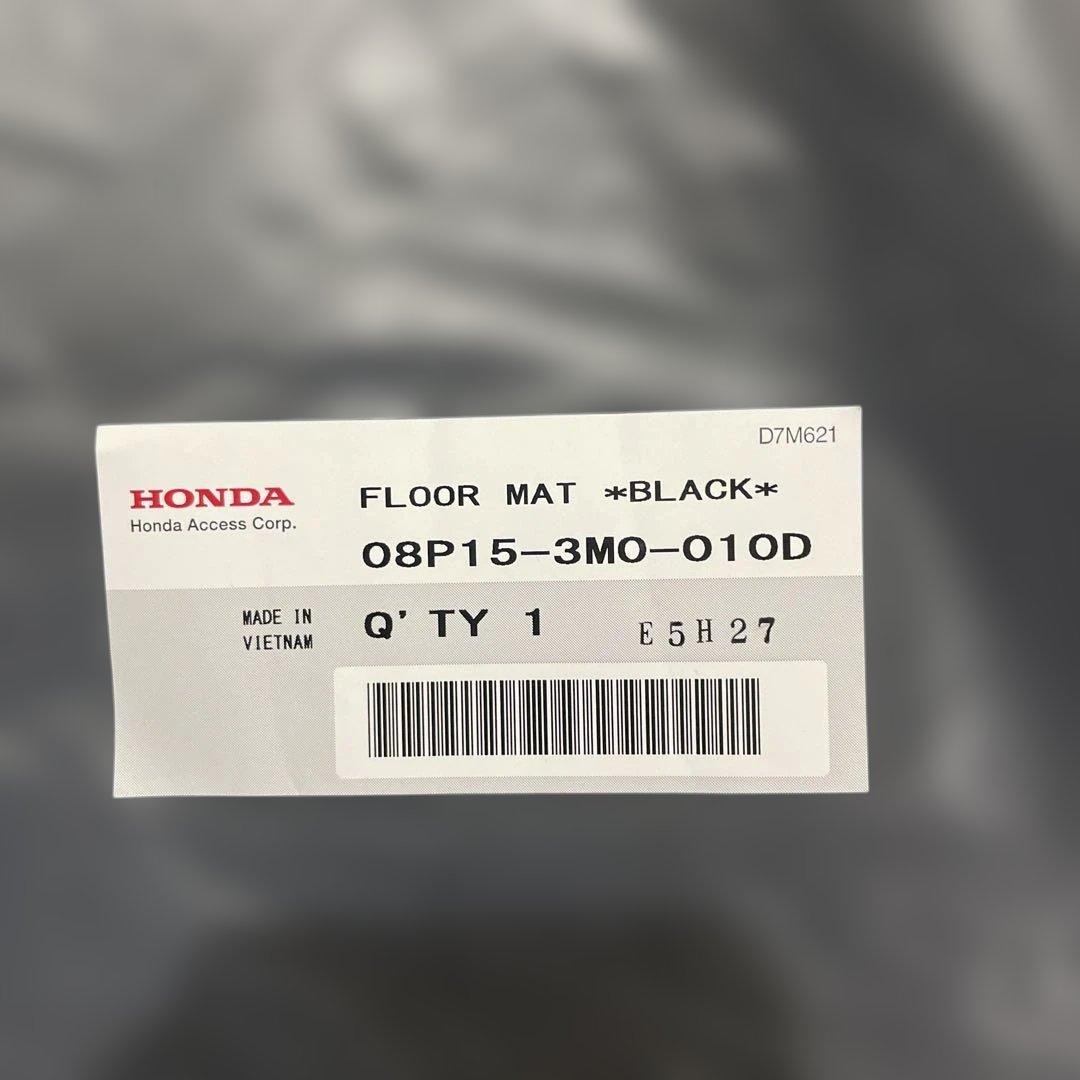 D7M621
HONDA
Honda Access Corp.
FLOOR MAT *BLACK*
08P15-3M0-010D
MADE IN
VIETNAM
Q'TY 1
E5H27